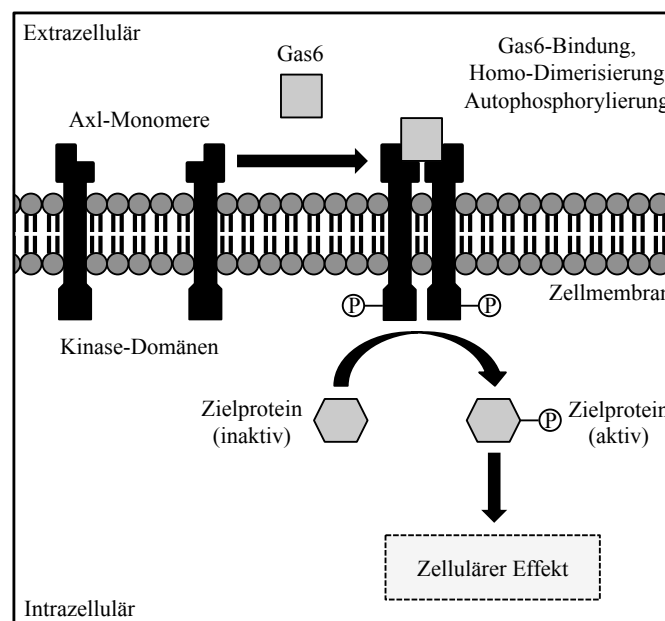 Extrazellulär
Gas6
Gas6-Bindung,
Homo-Dimerisierung
Autophosphorylierung
Axl-Monomere
Zellmembran
P
P
Kinase-Domänen
Zielprotein
(inaktiv)
P
Zielprotein
(aktiv)
Zellulärer Effekt
Intrazellulär